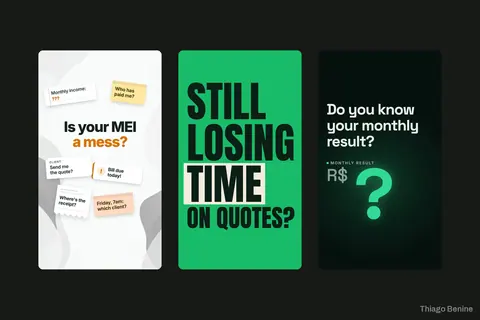 Monthly income:
???
Who has
paid me?
Is your MEI
a mess?
Send me
the quote?
!
Bill due
today!
Where's the
receipt?
Friday, 7am:
which client?
STILL
LOSING
TIME
ON QUOTES?
Do you know
your monthly
result?
MONTHLY RESULT
R$
?
Thiago Benine